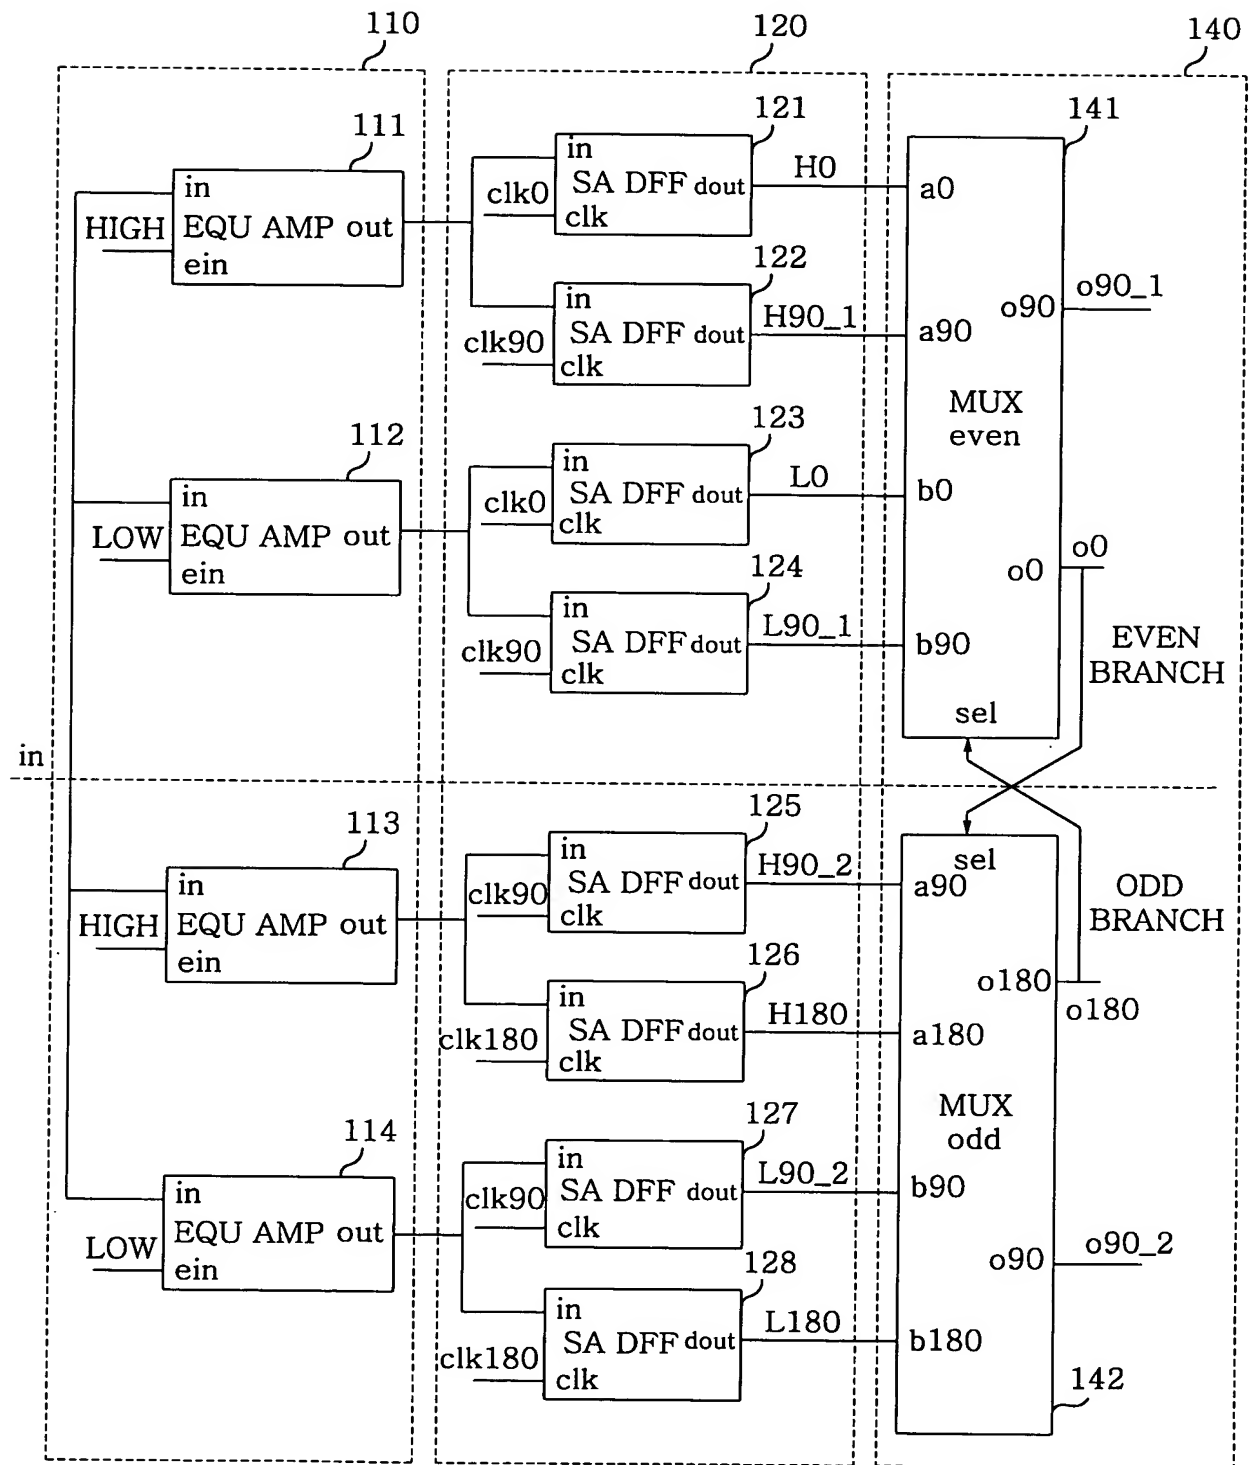 110
120
140
111
in
HIGH
EQU AMP out
ein
121
in
clk0
SA DFF dout
clk
H0
122
in
clk90
SA DFF dout
clk
H90_1
141
a0
o90
o90_1
a90
MUX
even
b0
o0
o0
b90
sel
EVEN
BRANCH
112
in
LOW
EQU AMP out
ein
123
in
clk0
SA DFF dout
clk
L0
124
in
clk90
SA DFF dout
clk
L90_1
in
113
in
HIGH
EQU AMP out
ein
125
in
clk90
SA DFF dout
clk
H90_2
126
in
clk180
SA DFF dout
clk
H180
sel
a90
ODD
BRANCH
o180
o180
a180
MUX
odd
b90
o90
o90_2
b180
142
114
in
LOW
EQU AMP out
ein
127
in
clk90
SA DFF dout
clk
L90_2
128
in
clk180
SA DFF dout
clk
L180